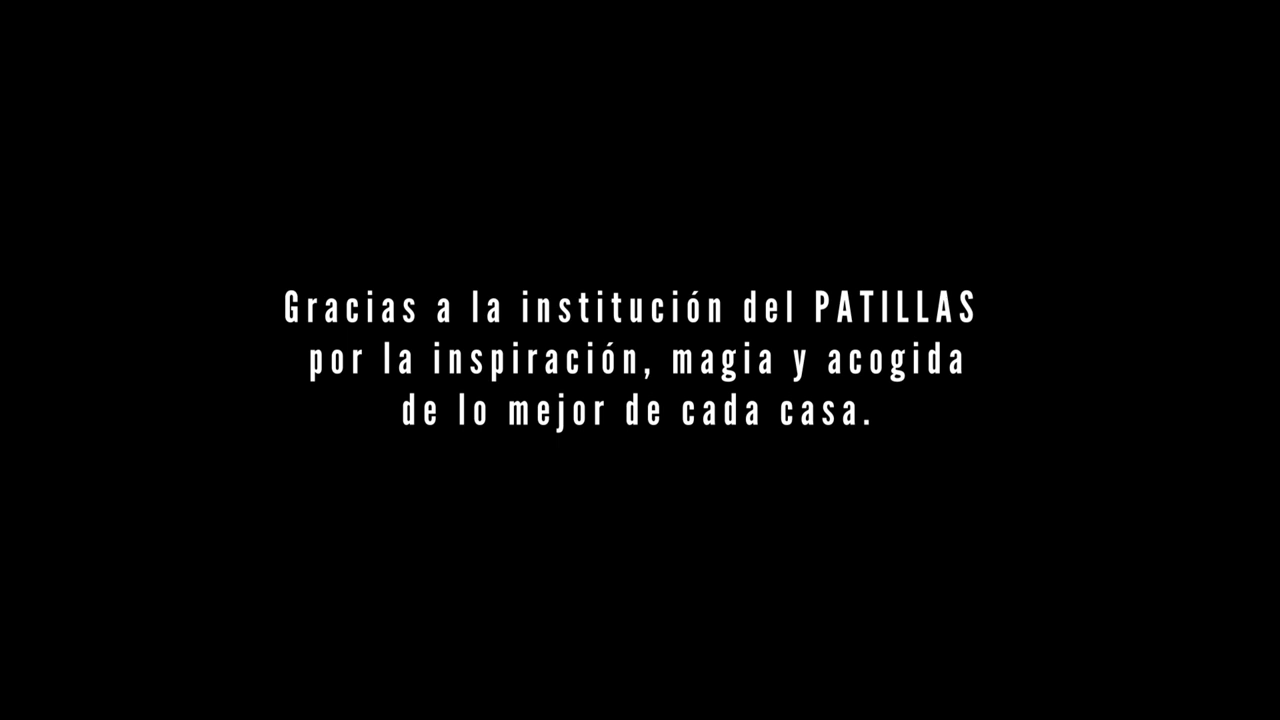 Gracias a la institución del PATILLAS
por la inspiración, magia y acogida
de lo mejor de cada casa.